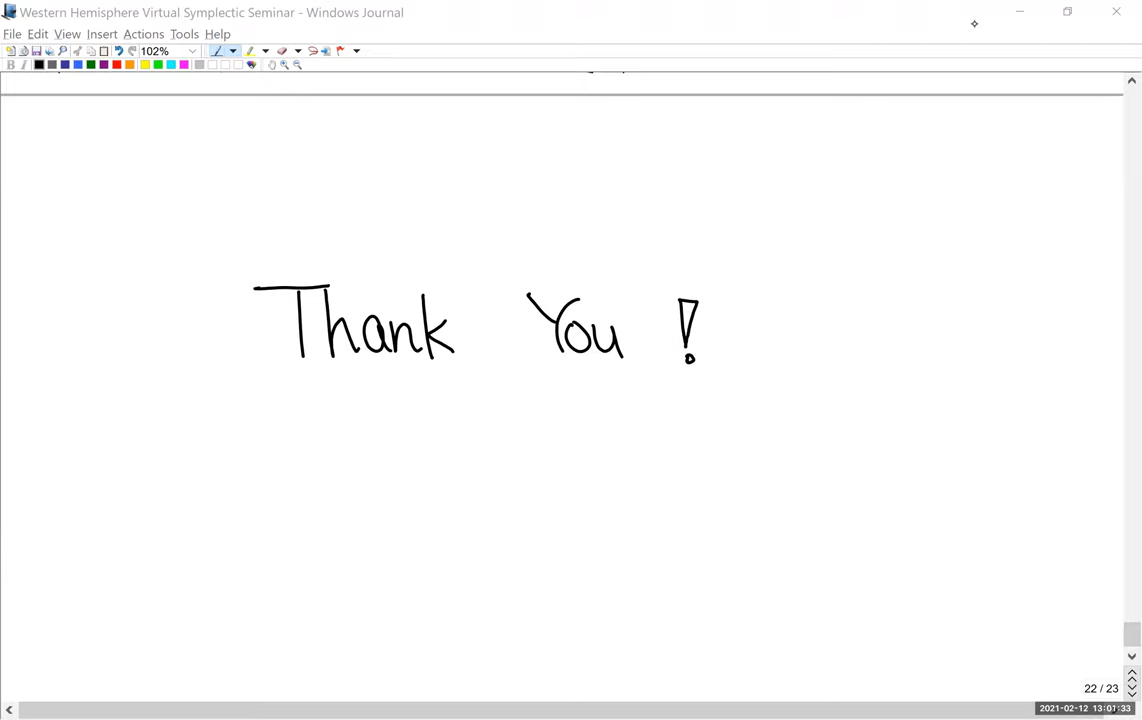 Western Hemisphere Virtual Symplectic Seminar - Windows Journal
File Edit View Insert Actions Tools Help
102%
B I
Thank You !
22 / 23
2021-02-12 13:01:33